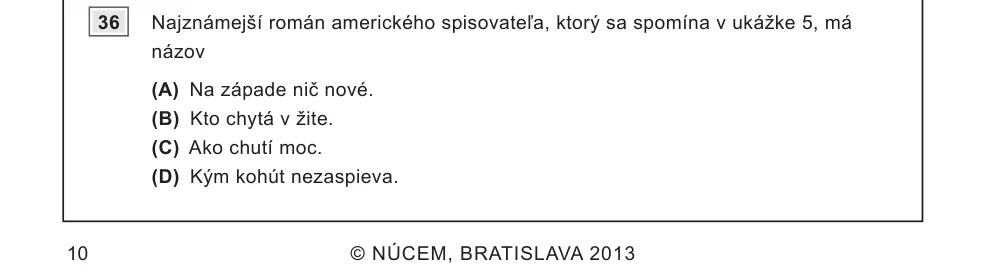 36 Najznámejší román amerického spisovateľa, ktorý sa spomína v ukážke 5, má
názov
(A) Na západe nič nové.
(B) Kto chytá v žite.
(C) Ako chutí moc.
(D) Kým kohút nezaspieva.
10 © NÚCEM, BRATISLAVA 2013